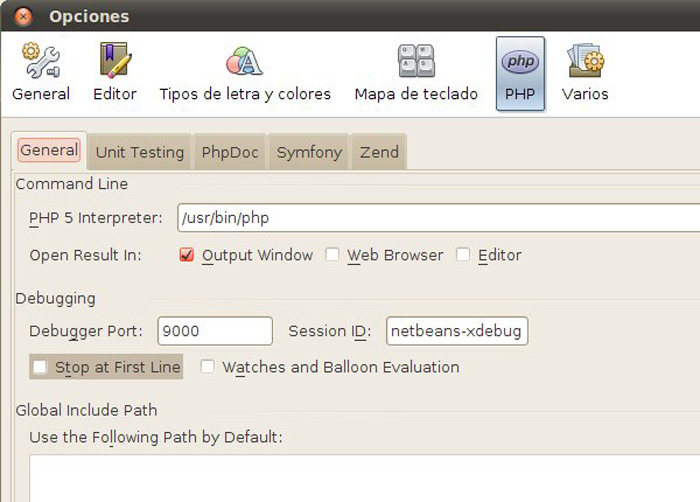 Opciones
General Editor Tipos de letra y colores Mapa de teclado PHP Varios
php
General Unit Testing PhpDoc Symfony Zend
Command Line
PHP 5 Interpreter: /usr/bin/php
Open Result In: Output Window Web Browser Editor
Debugging
Debugger Port: 9000 Session ID: netbeans-xdebug
Stop at First Line Watches and Balloon Evaluation
Global Include Path
Use the Following Path by Default: